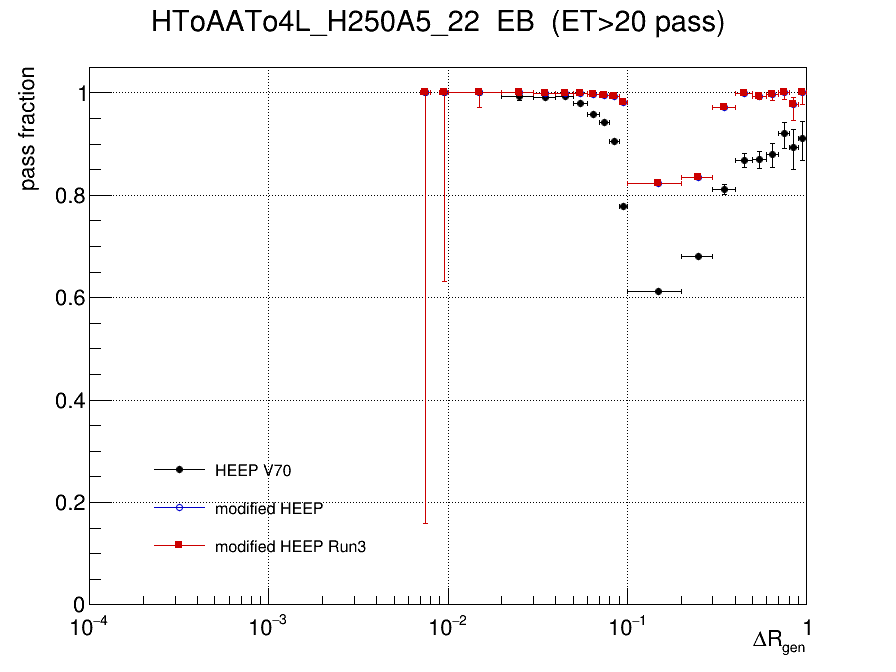 HToAATo4L_H250A5_22 EB (ET>20 pass)
pass fraction
1
0.8
0.6
0.4
0.2
0
HEEP V70
modified HEEP
modified HEEP Run3
10⁻⁴ 10⁻³ 10⁻² 10⁻¹ 1
ΔR_gen